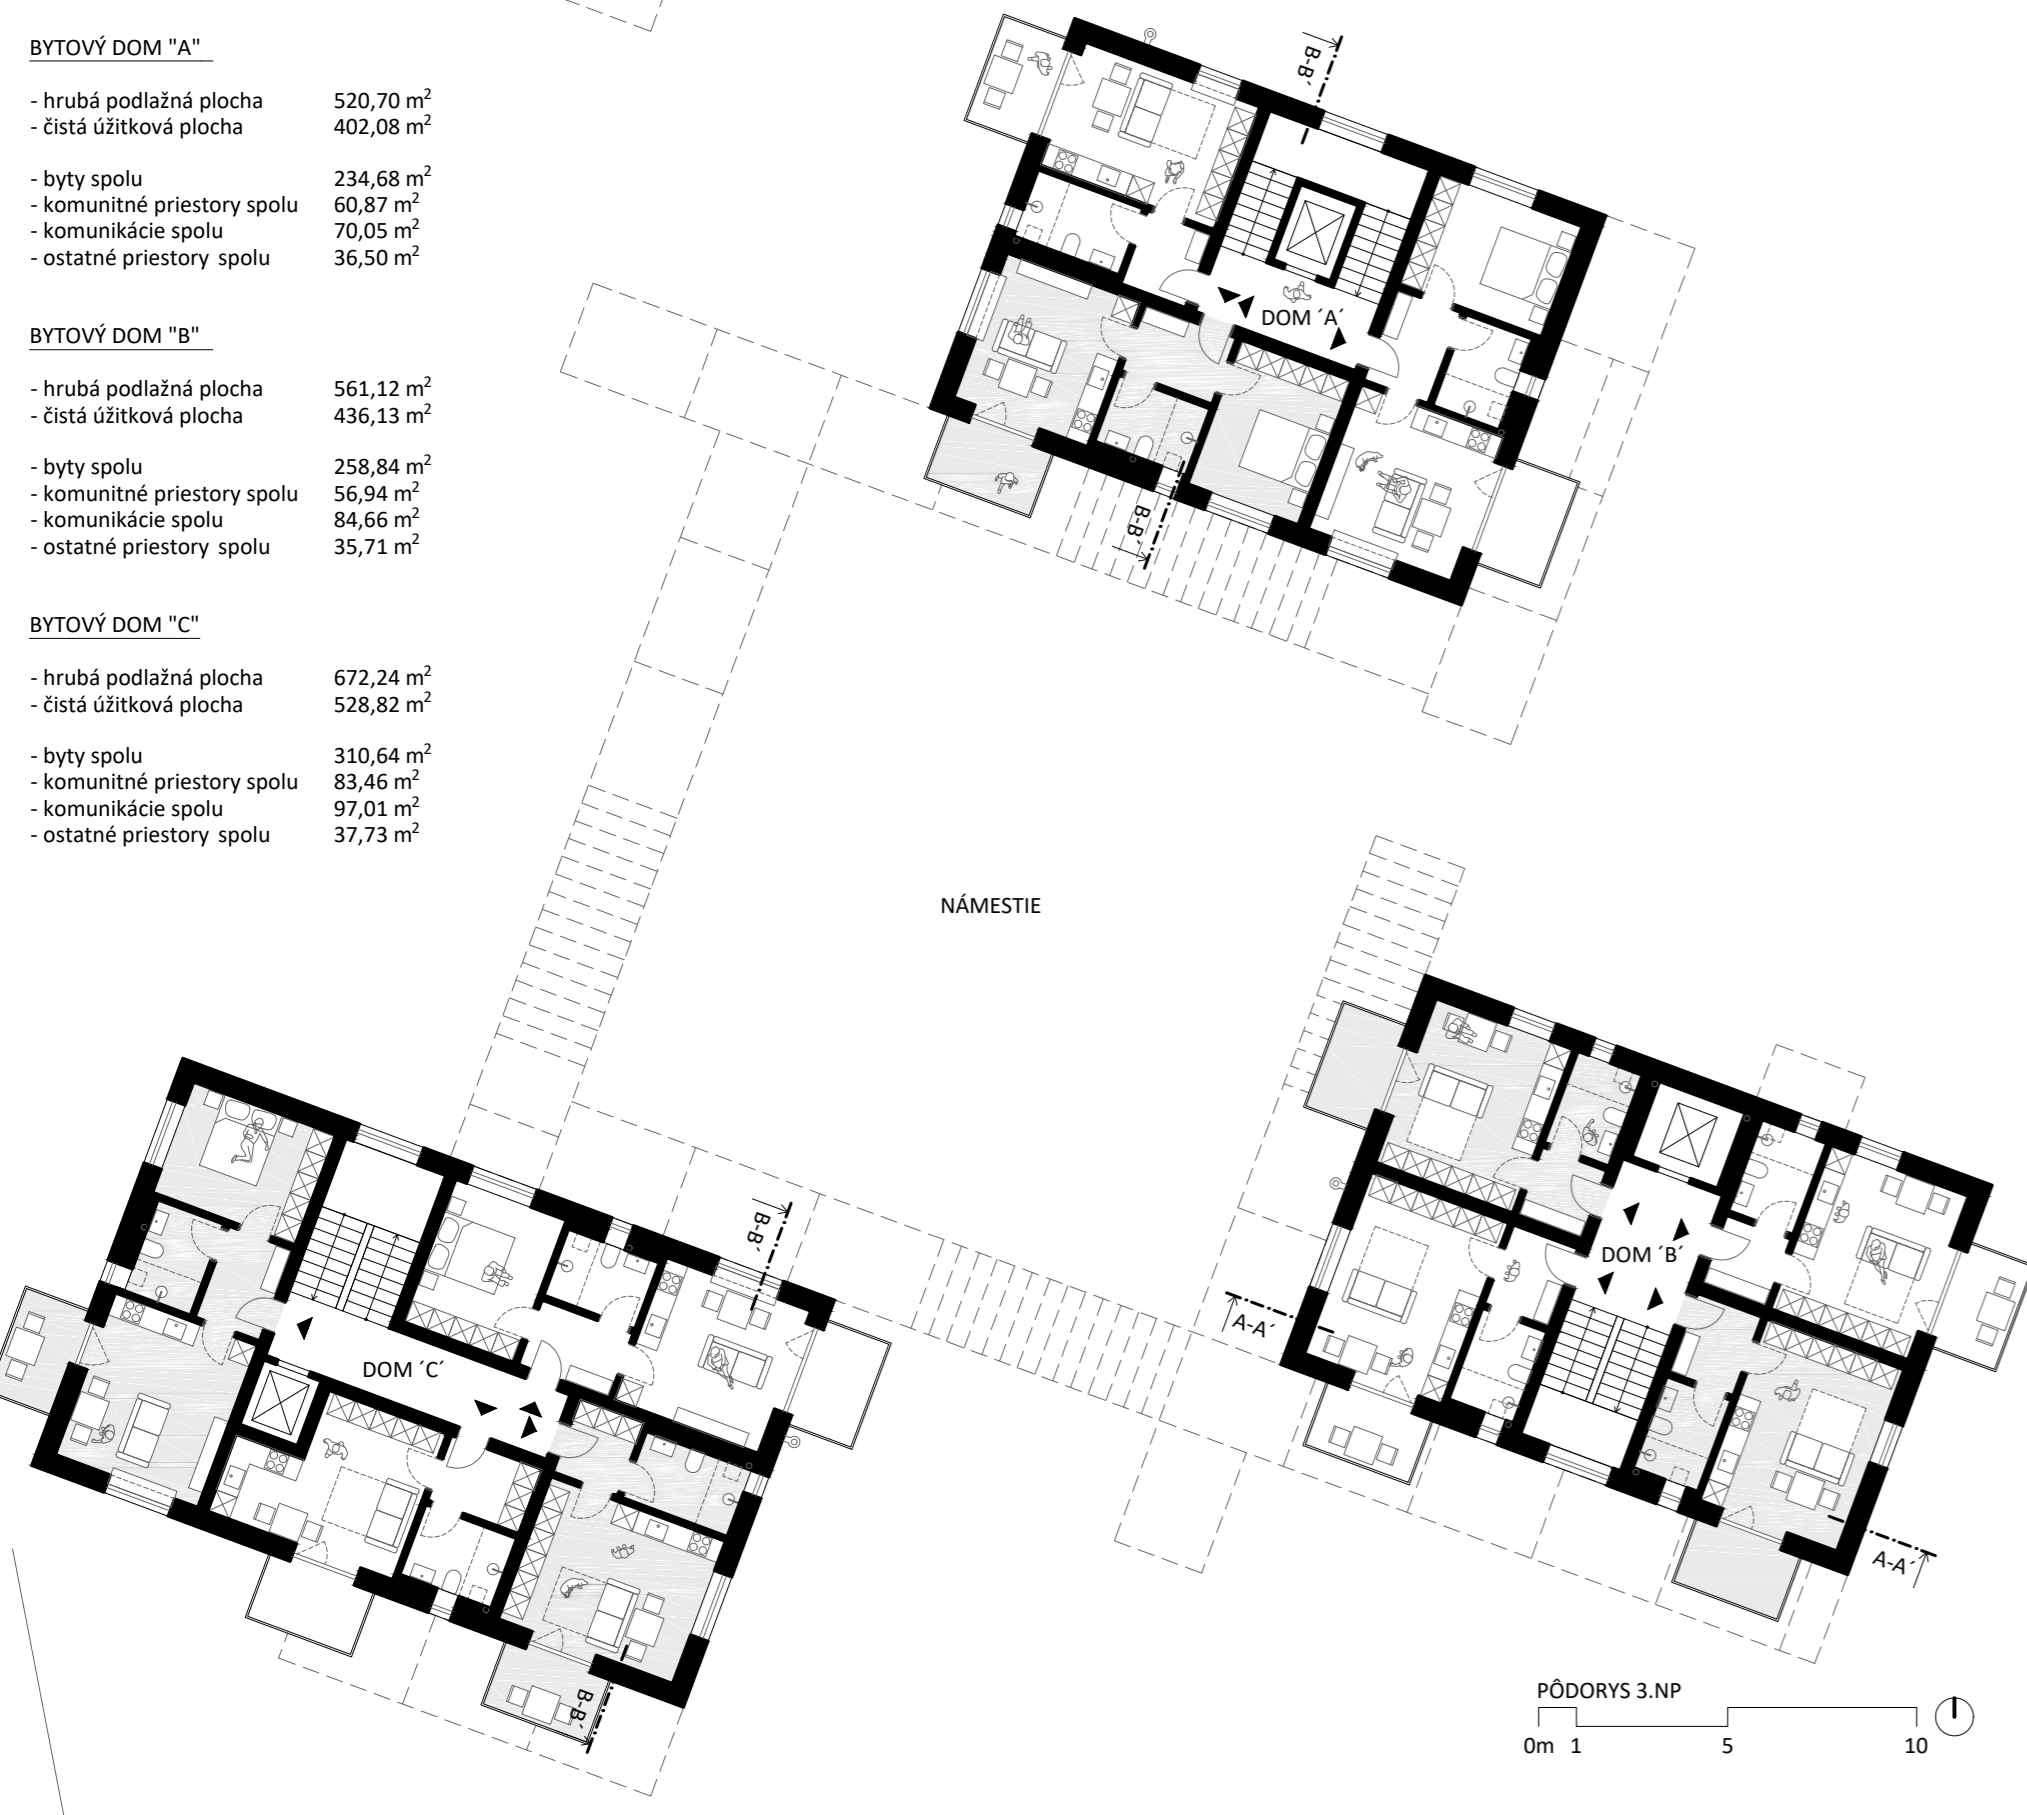 BYTOVÝ DOM "A"
- hrubá podlažná plocha 520,70 m²
- čistá úžitková plocha 402,08 m²
- byty spolu 234,68 m²
- komunitné priestory spolu 60,87 m²
- komunikácie spolu 70,05 m²
- ostatné priestory spolu 36,50 m²
BYTOVÝ DOM "B"
- hrubá podlažná plocha 561,12 m²
- čistá úžitková plocha 436,13 m²
- byty spolu 258,84 m²
- komunitné priestory spolu 56,94 m²
- komunikácie spolu 84,66 m²
- ostatné priestory spolu 35,71 m²
BYTOVÝ DOM "C"
- hrubá podlažná plocha 672,24 m²
- čistá úžitková plocha 528,82 m²
- byty spolu 310,64 m²
- komunitné priestory spolu 83,46 m²
- komunikácie spolu 97,01 m²
- ostatné priestory spolu 37,73 m²
B-B´
DOM ´A´
B-B´
NÁMESTIE
B-B´
DOM ´B´
A-A´
DOM ´C´
A-A´
B-B´
PÔDORYS 3.NP
0m 1 5 10